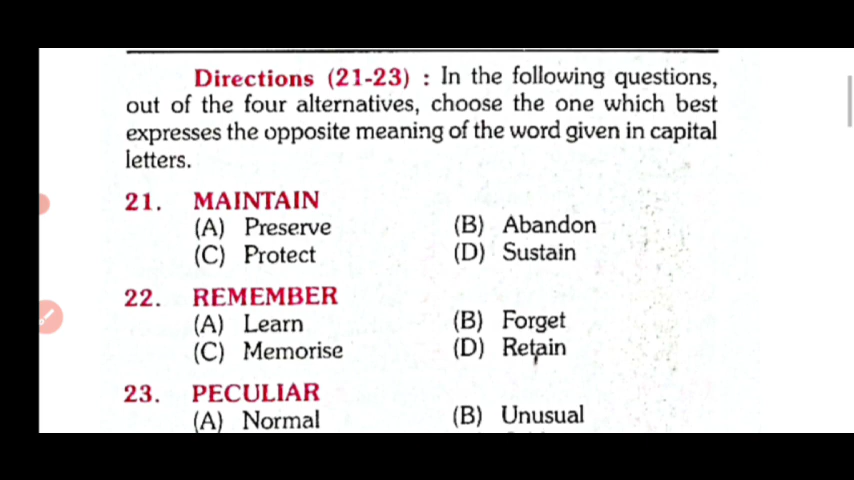 Directions (21-23) : In the following questions,
out of the four alternatives, choose the one which best
expresses the opposite meaning of the word given in capital
letters.
21. MAINTAIN
(A) Preserve (B) Abandon
(C) Protect (D) Sustain
22. REMEMBER
(A) Learn (B) Forget
(C) Memorise (D) Retain
23. PECULIAR
(A) Normal (B) Unusual